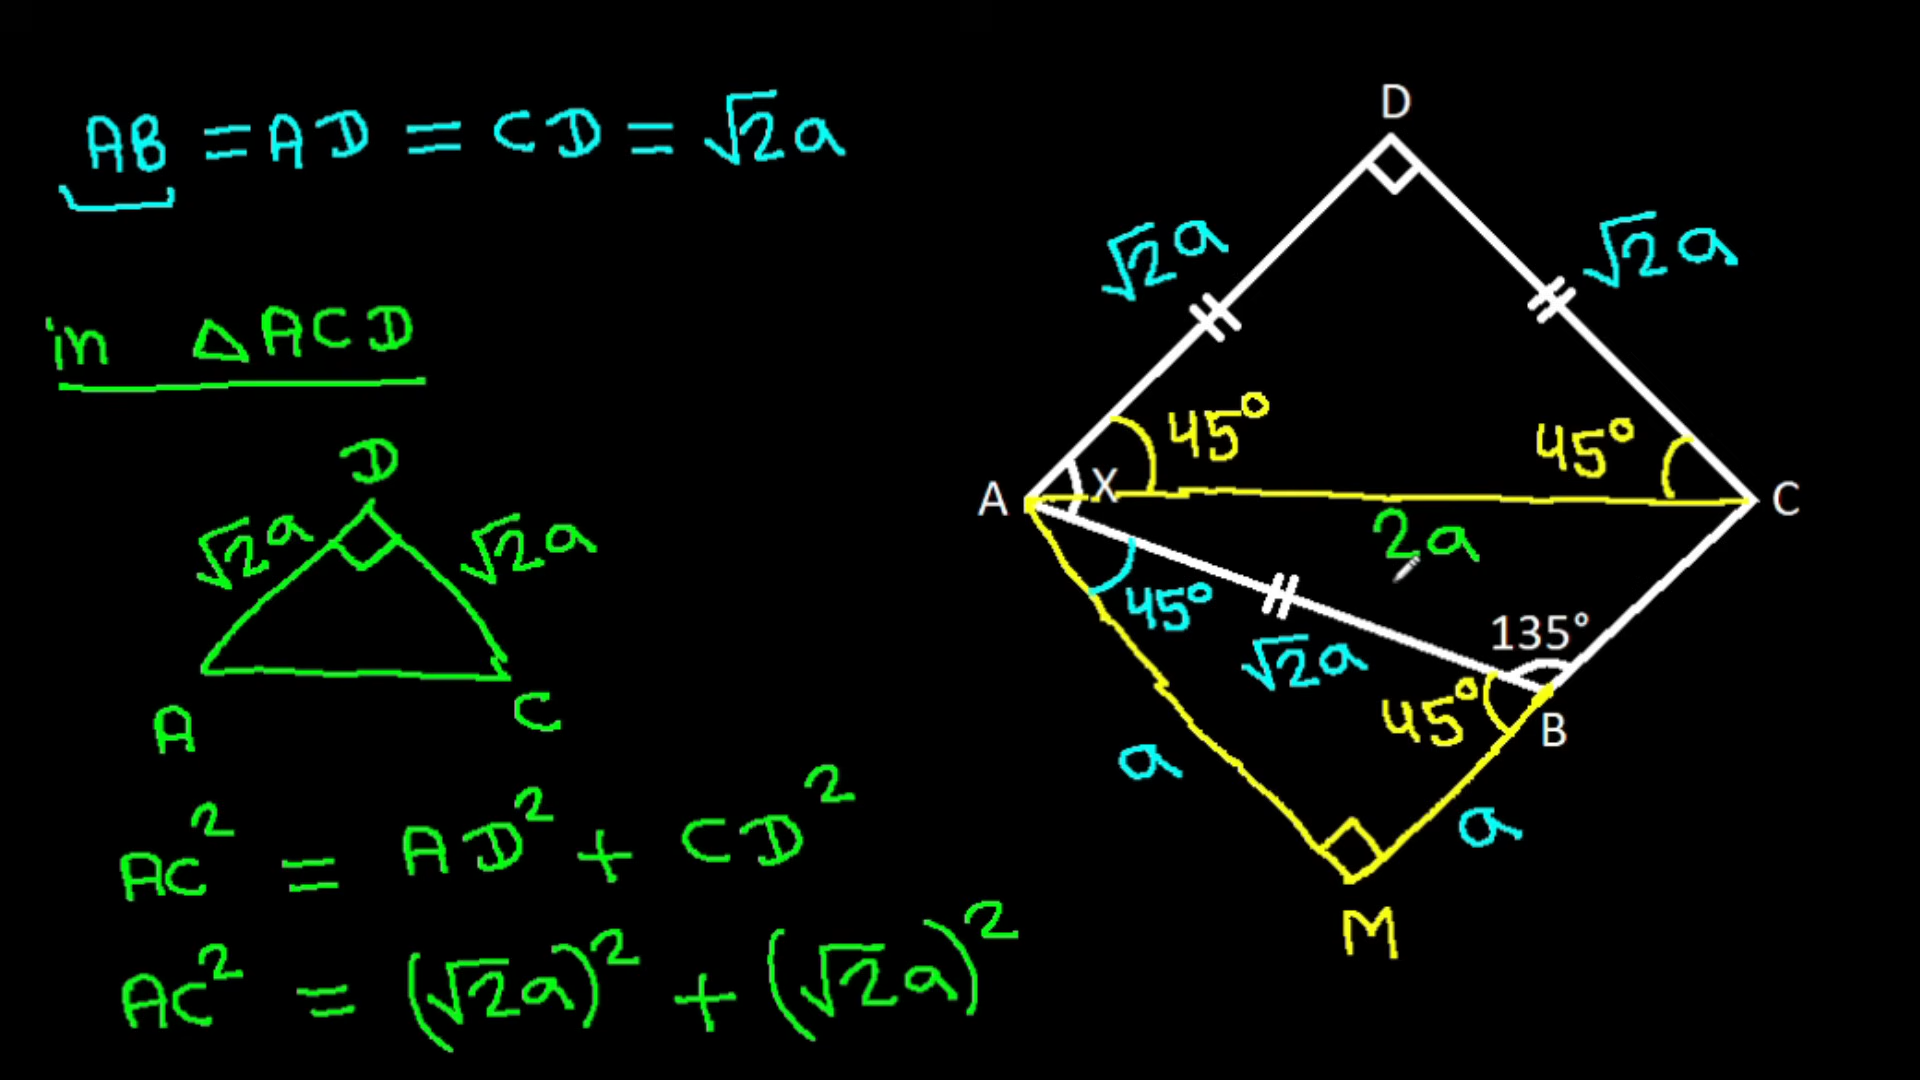 AB = AD = CD = √2a
in △ACD
D
√2a √2a
A C
AC² = AD² + CD²
AC² = (√2a)² + (√2a)²
D
√2a √2a
45° 45°
A X C
2a
45° 135°
√2a
45° B
a a
M